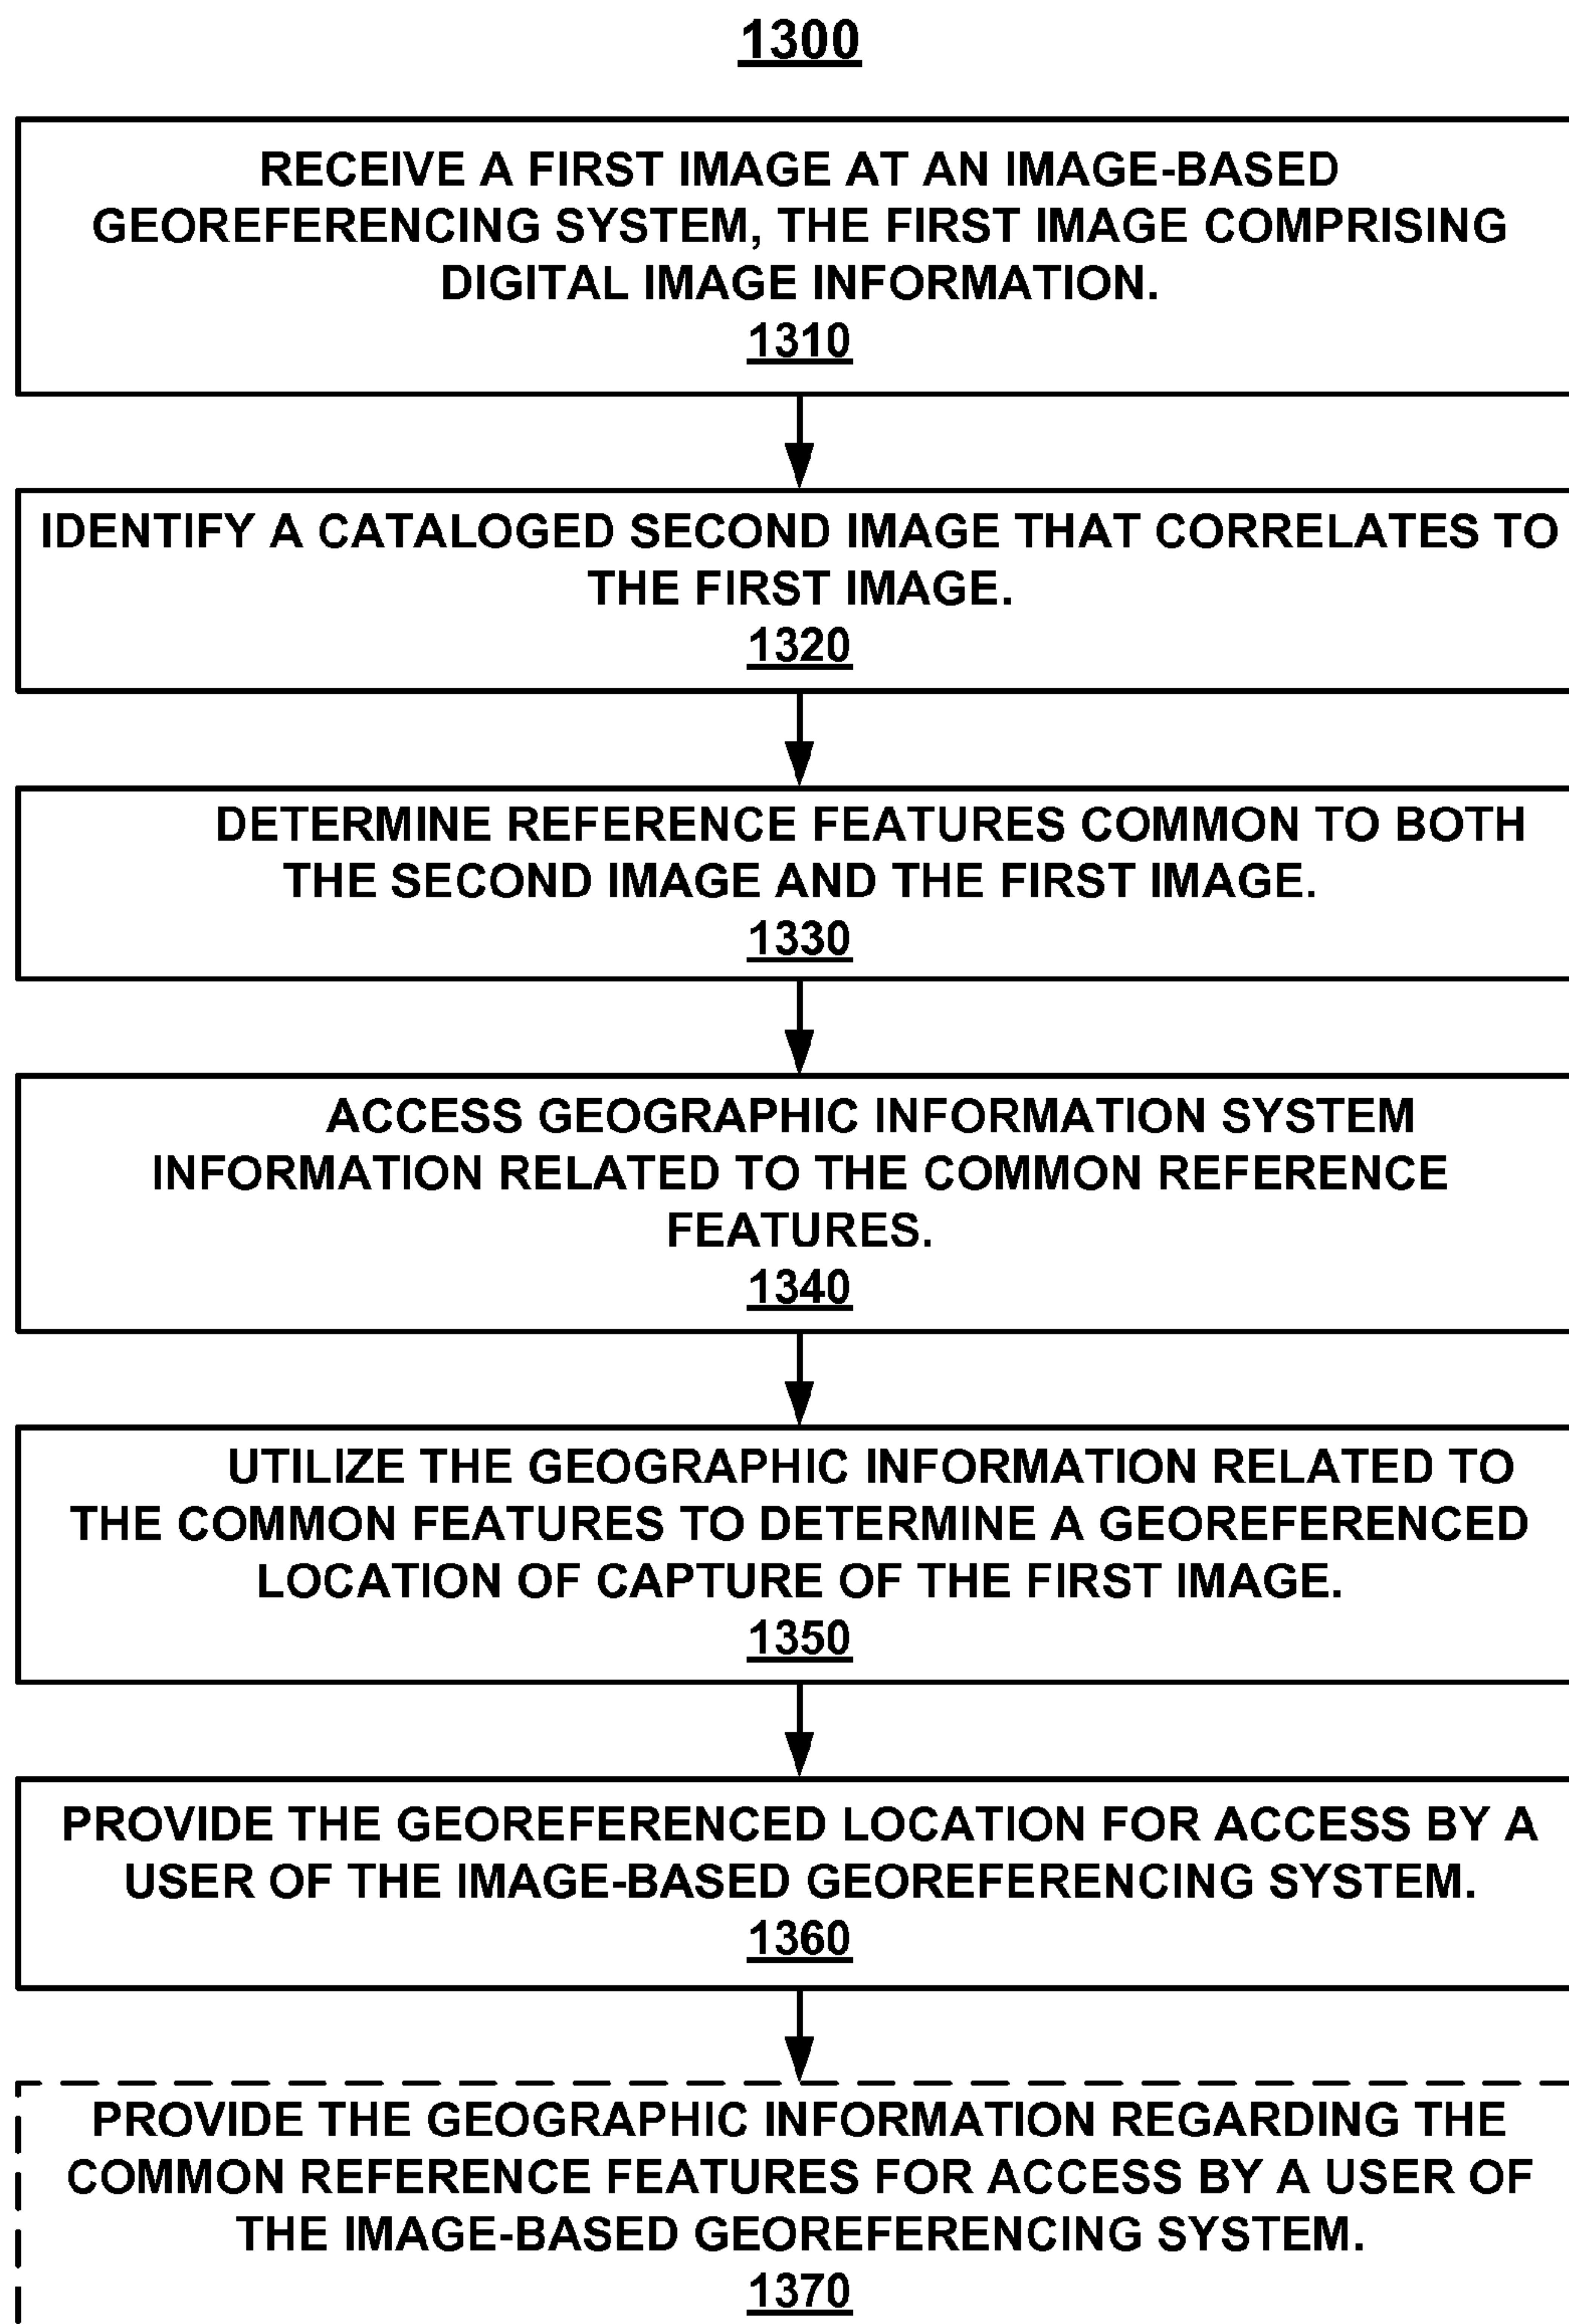 1300
RECEIVE A FIRST IMAGE AT AN IMAGE-BASED
GEOREFERENCING SYSTEM, THE FIRST IMAGE COMPRISING
DIGITAL IMAGE INFORMATION.
1310
IDENTIFY A CATALOGED SECOND IMAGE THAT CORRELATES TO
THE FIRST IMAGE.
1320
DETERMINE REFERENCE FEATURES COMMON TO BOTH
THE SECOND IMAGE AND THE FIRST IMAGE.
1330
ACCESS GEOGRAPHIC INFORMATION SYSTEM
INFORMATION RELATED TO THE COMMON REFERENCE
FEATURES.
1340
UTILIZE THE GEOGRAPHIC INFORMATION RELATED TO
THE COMMON FEATURES TO DETERMINE A GEOREFERENCED
LOCATION OF CAPTURE OF THE FIRST IMAGE.
1350
PROVIDE THE GEOREFERENCED LOCATION FOR ACCESS BY A
USER OF THE IMAGE-BASED GEOREFERENCING SYSTEM.
1360
PROVIDE THE GEOGRAPHIC INFORMATION REGARDING THE
COMMON REFERENCE FEATURES FOR ACCESS BY A USER OF
THE IMAGE-BASED GEOREFERENCING SYSTEM.
1370